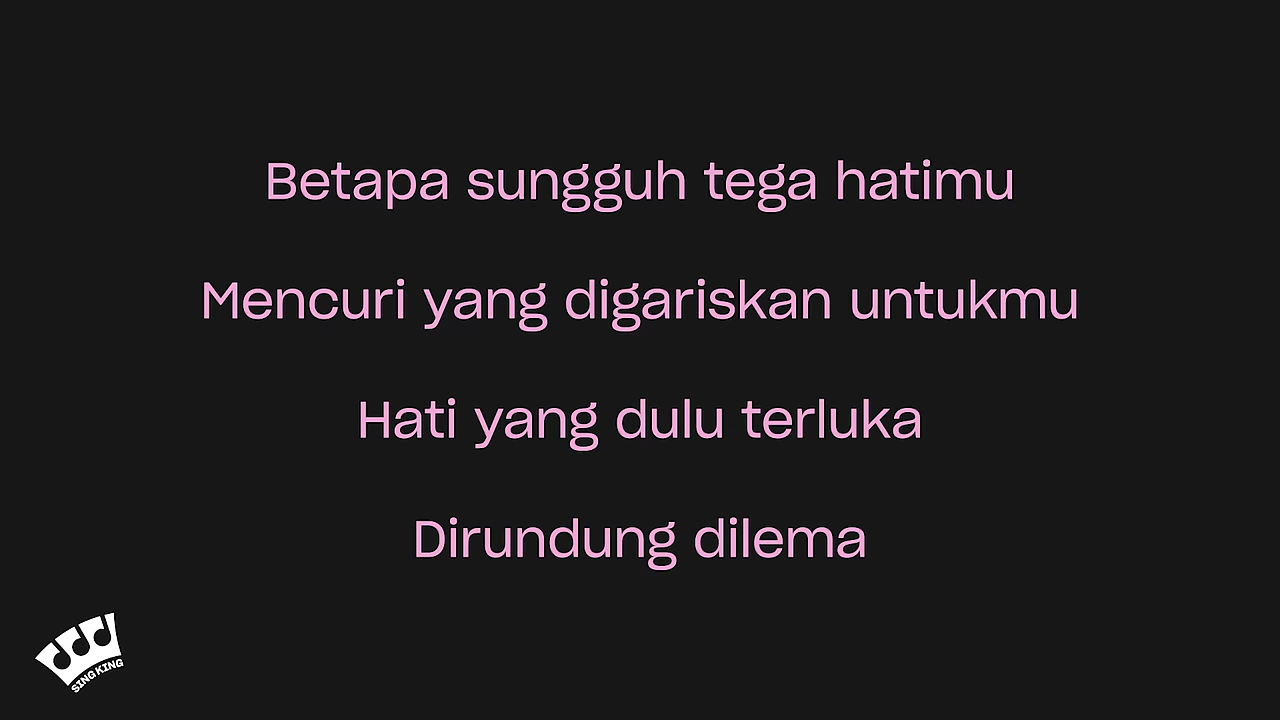 Betapa sungguh tega hatimu
Mencuri yang digariskan untukmu
Hati yang dulu terluka
Dirundung dilema
SING KING